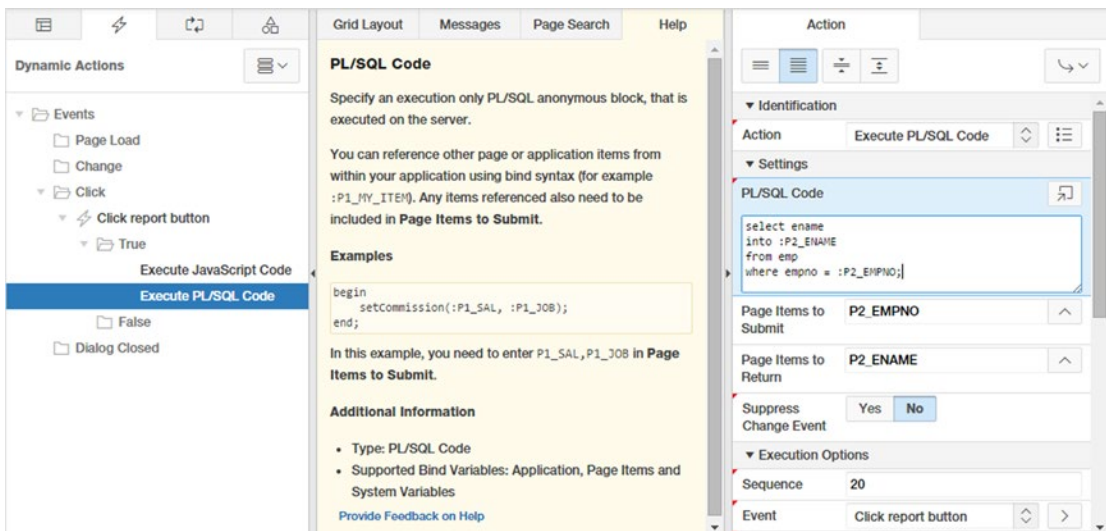 Dynamic Actions
Events
Page Load
Change
Click
Click report button
True
Execute JavaScript Code
Execute PL/SQL Code
False
Dialog Closed
Grid Layout Messages Page Search Help
PL/SQL Code
Specify an execution only PL/SQL anonymous block, that is
executed on the server.
You can reference other page or application items from
within your application using bind syntax (for example
:P1_MY_ITEM). Any items referenced also need to be
included in Page Items to Submit.
Examples
begin
setCommission(:P1_SAL, :P1_JOB);
end;
In this example, you need to enter P1_SAL,P1_JOB in Page
Items to Submit.
Additional Information
• Type: PL/SQL Code
• Supported Bind Variables: Application, Page Items and
System Variables
Provide Feedback on Help
Action
Identification
Action Execute PL/SQL Code
Settings
PL/SQL Code
select ename
into :P2_ENAME
from emp
where empno = :P2_EMPNO;
Page Items to
Submit P2_EMPNO
Page Items to
Return P2_ENAME
Suppress
Change Event Yes No
Execution Options
Sequence 20
Event Click report button